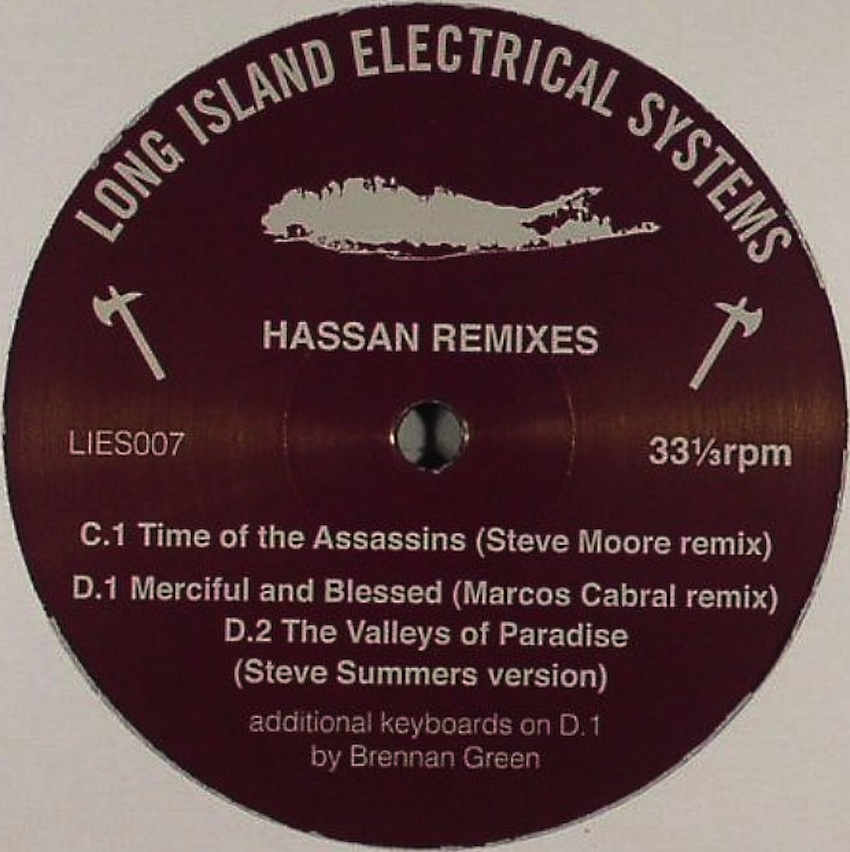 LONG ISLAND ELECTRICAL SYSTEMS
HASSAN REMIXES
LIES007
33⅓rpm
C.1 Time of the Assassins (Steve Moore remix)
D.1 Merciful and Blessed (Marcos Cabral remix)
D.2 The Valleys of Paradise
(Steve Summers version)
additional keyboards on D.1
by Brennan Green